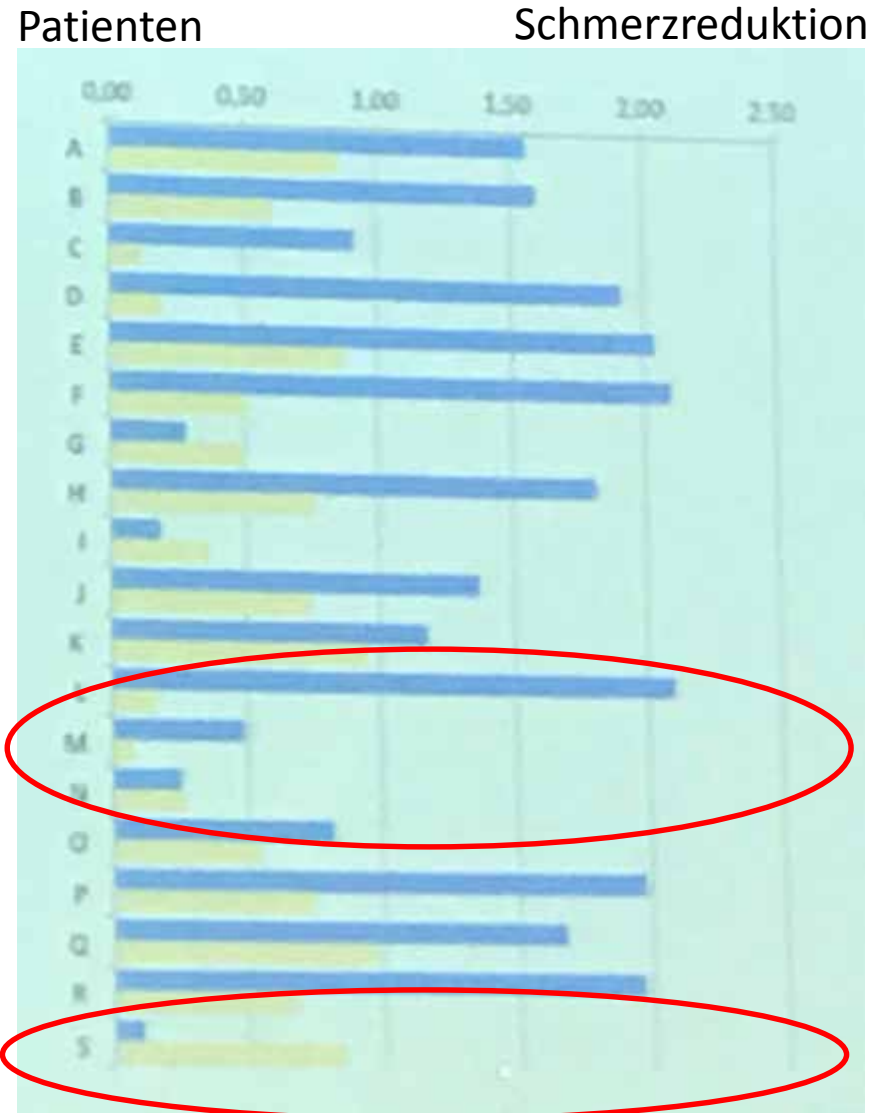 Patienten Schmerzreduktion
0,00 0,50 1,00 1,50 2,00 2,50
A
B
C
D
E
F
G
H
I
J
K
L
M
N
O
P
Q
R
S